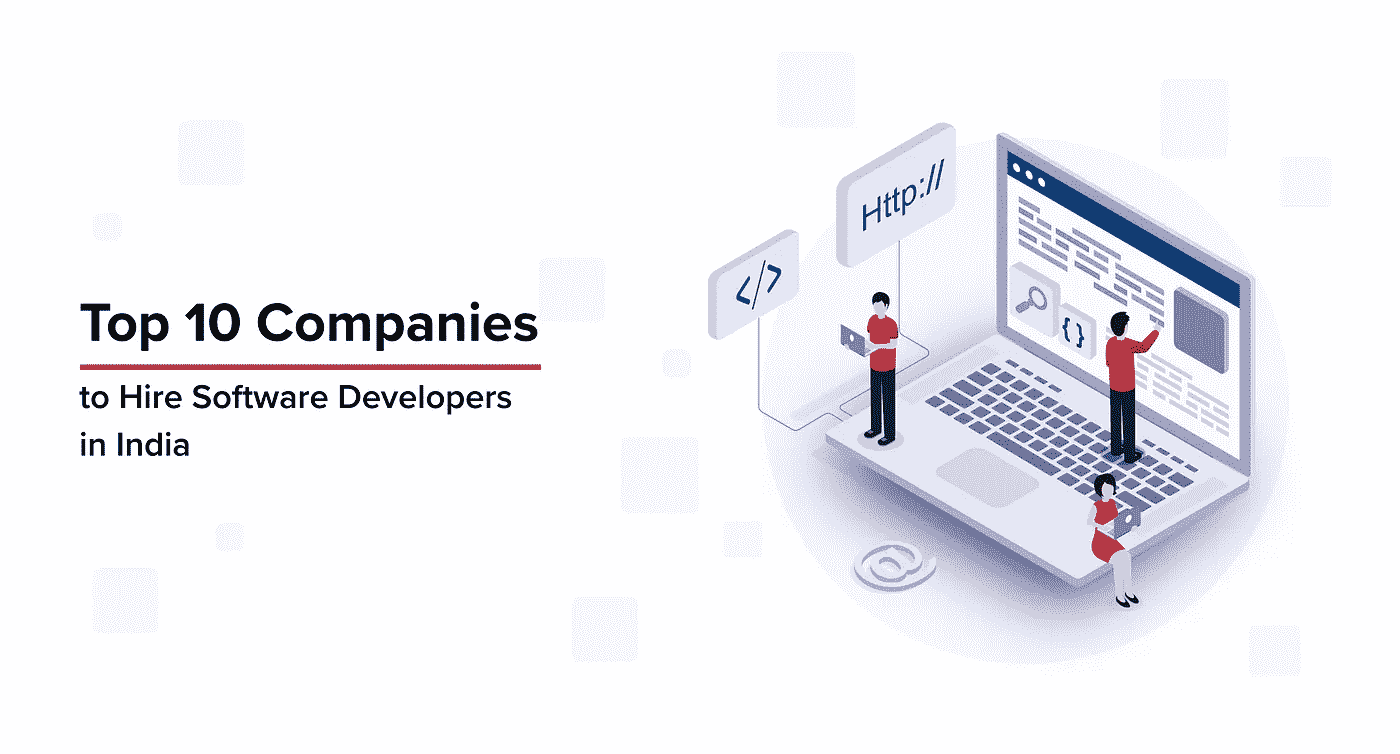 Top 10 Companies
to Hire Software Developers
in India
Http://
</>
{}
@